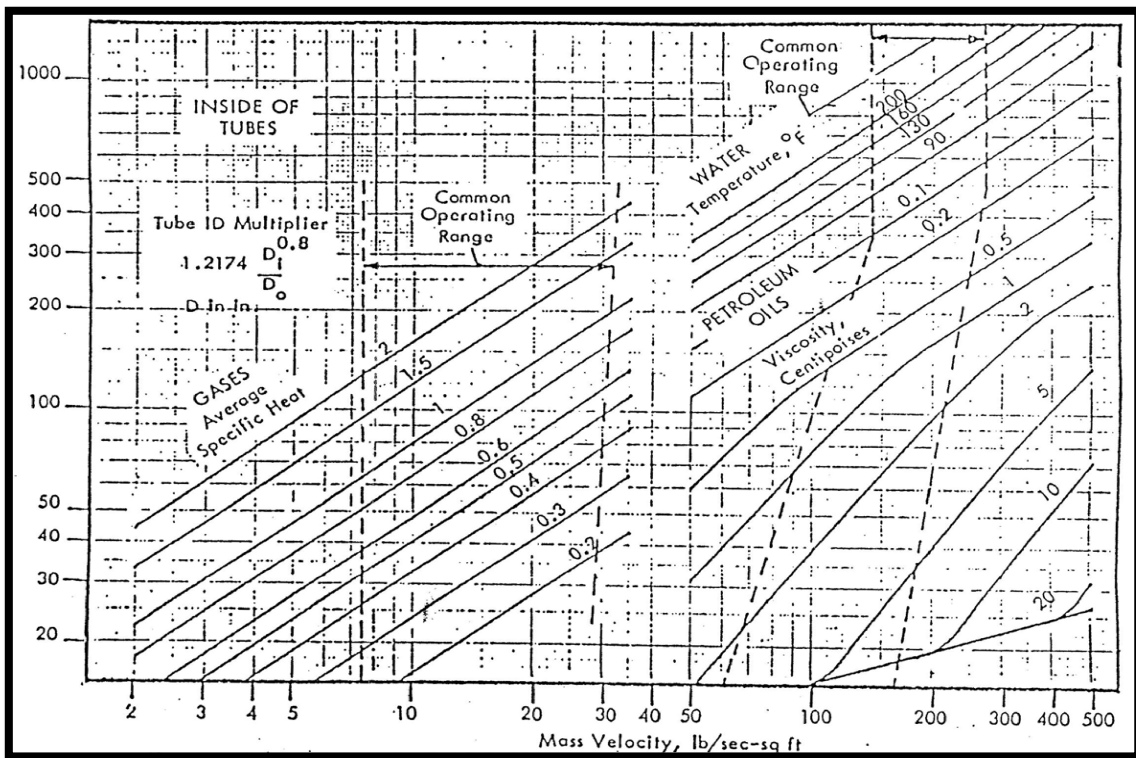 1000
500
400
300
200
100
50
40
30
20
INSIDE OF
TUBES
Tube ID Multiplier
1.2174 D i 0.8
D o
D in in
Common
Operating
Range
GASES
Average
Specific Heat
2
1.5
1
0.8
0.6
0.5
0.4
0.3
0.2
Common
Operating
Range
WATER
Temperature, °F
200
160
130
90
PETROLEUM
OILS
Viscosity,
Centipoises
0.1
0.2
0.5
1
2
5
10
20
2 3 4 5 10 20 30 40 50 100 200 300 400 500
Mass Velocity, lb/sec-sq ft